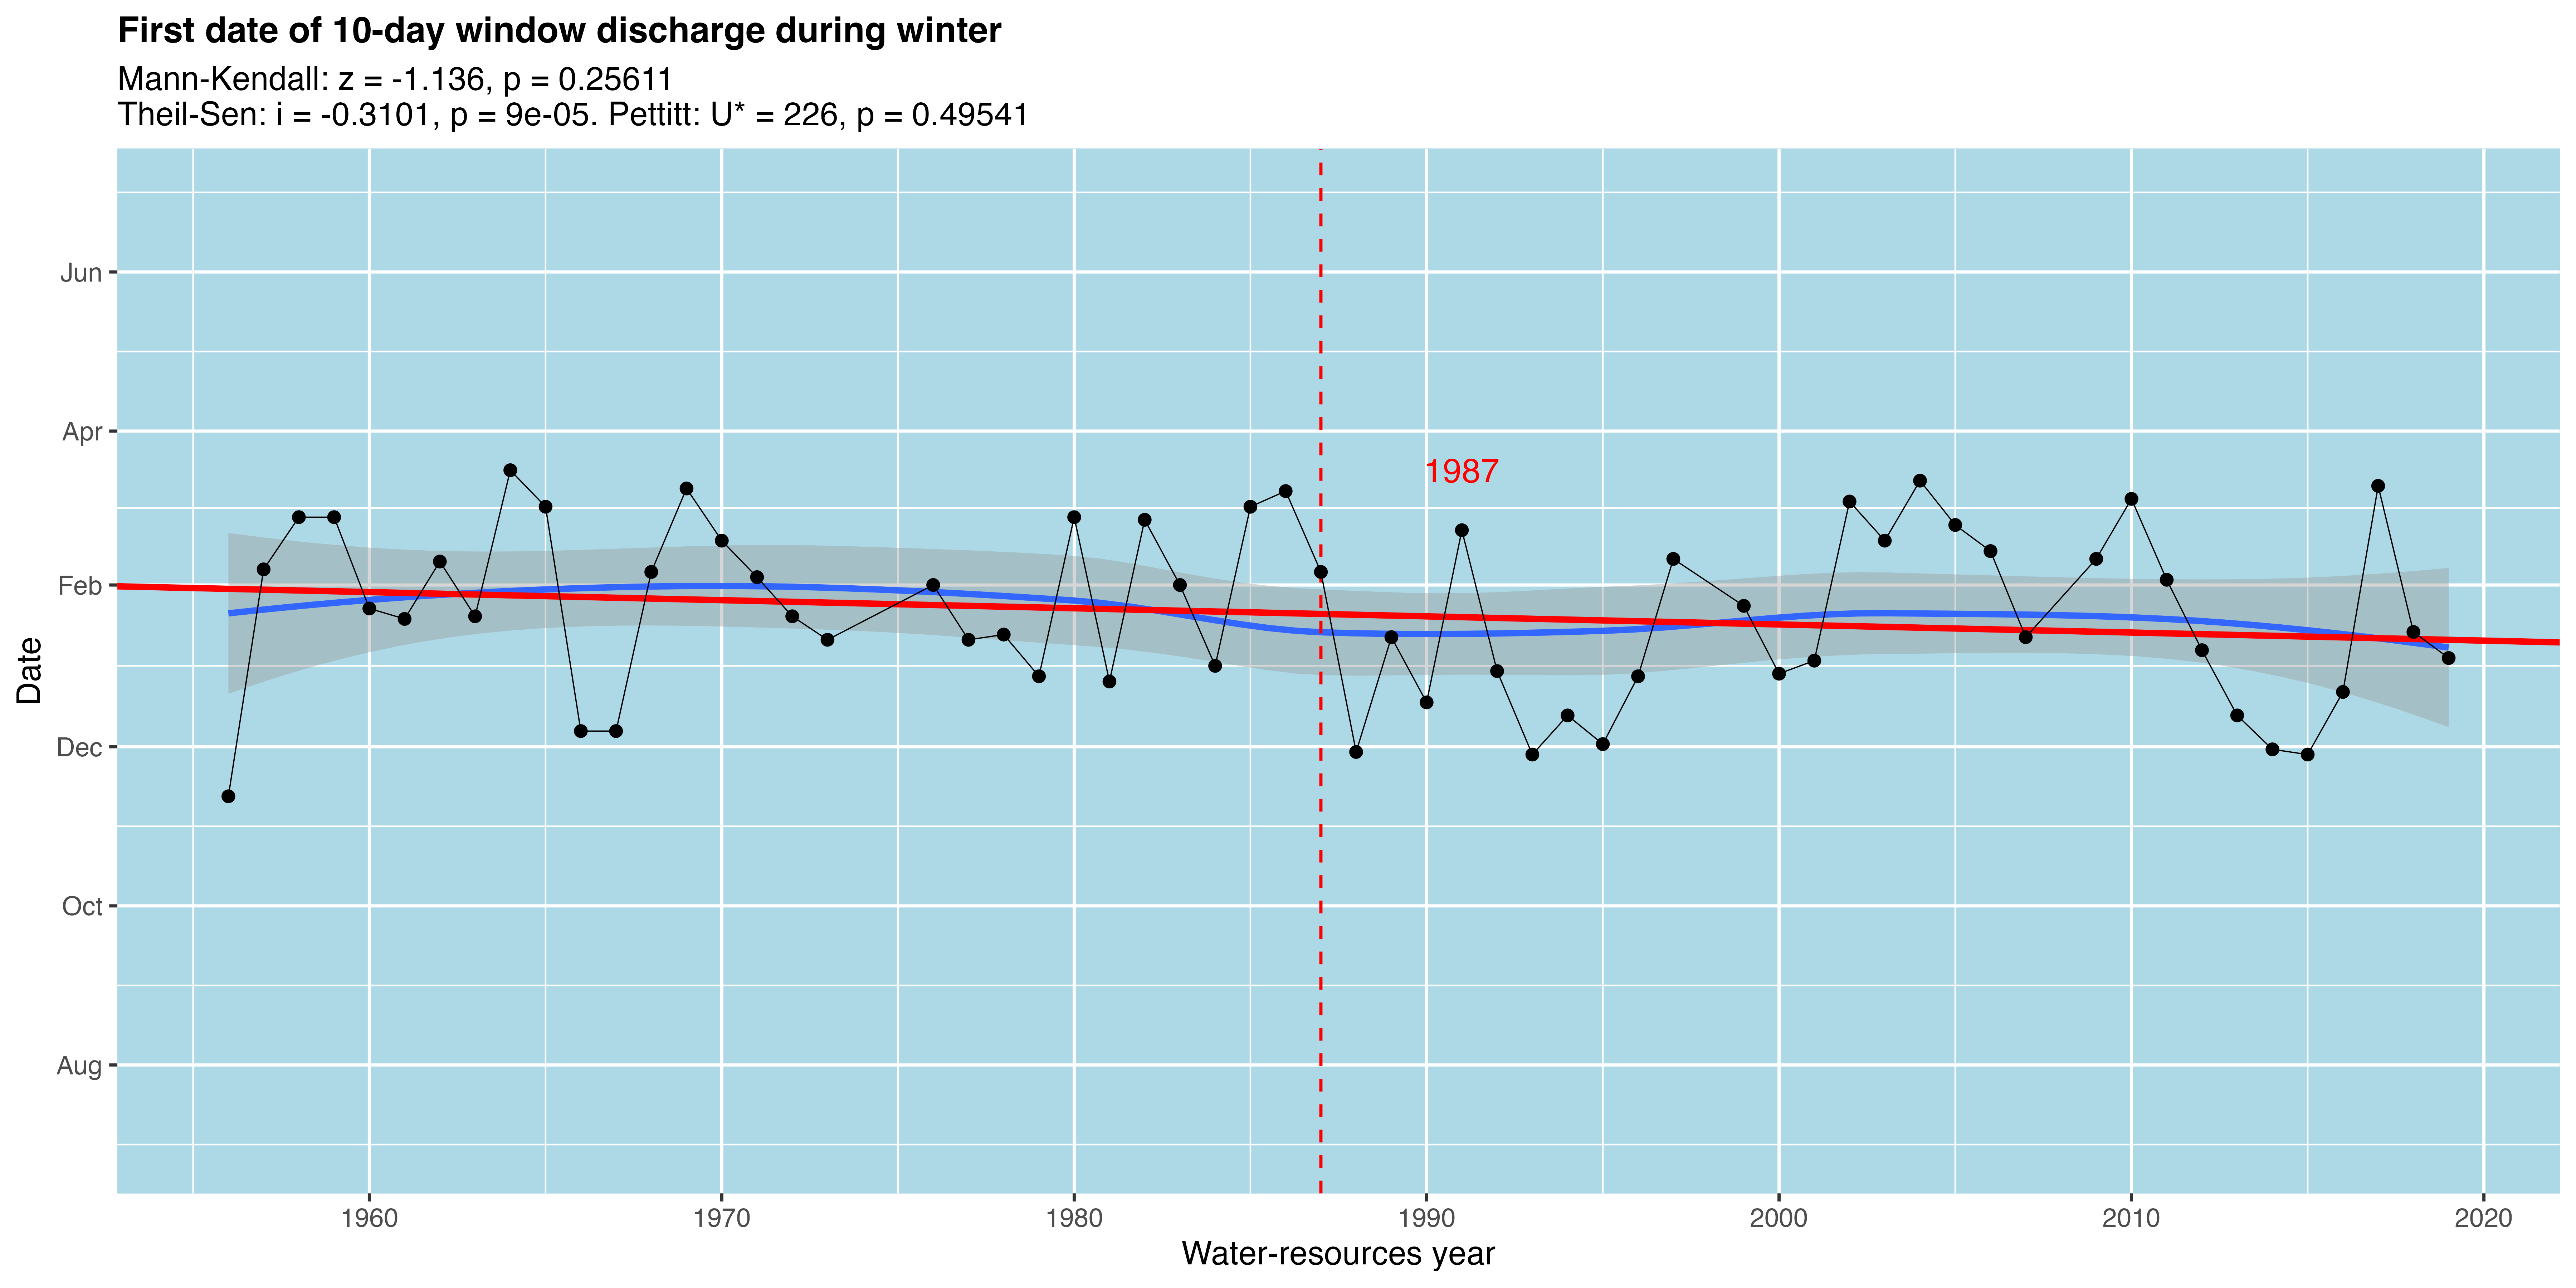 First date of 10-day window discharge during winter
Mann-Kendall: z = -1.136, p = 0.25611
Theil-Sen: i = -0.3101, p = 9e-05. Pettitt: U* = 226, p = 0.49541
Jun
Apr
1987
Feb
Date
Dec
Oct
Aug
1960 1970 1980 1990 2000 2010 2020
Water-resources year